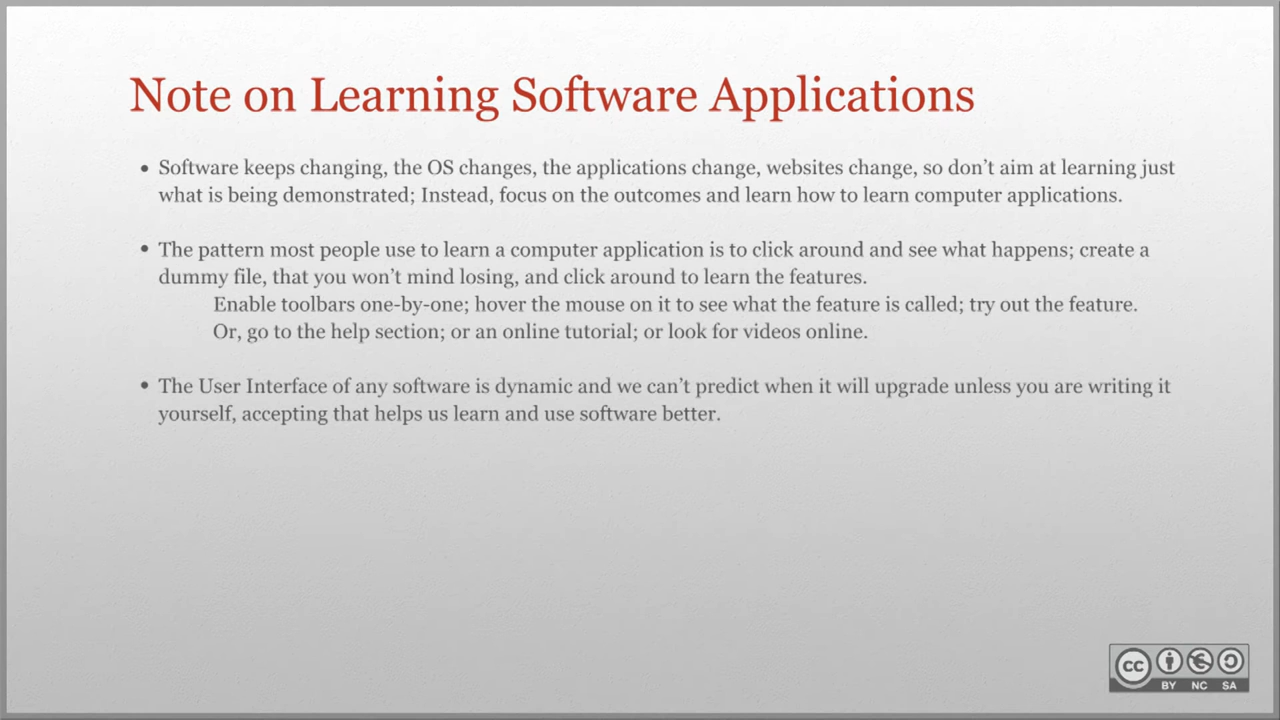 Note on Learning Software Applications
• Software keeps changing, the OS changes, the applications change, websites change, so don’t aim at learning just
what is being demonstrated; Instead, focus on the outcomes and learn how to learn computer applications.
• The pattern most people use to learn a computer application is to click around and see what happens; create a
dummy file, that you won’t mind losing, and click around to learn the features.
Enable toolbars one-by-one; hover the mouse on it to see what the feature is called; try out the feature.
Or, go to the help section; or an online tutorial; or look for videos online.
• The User Interface of any software is dynamic and we can’t predict when it will upgrade unless you are writing it
yourself, accepting that helps us learn and use software better.
cc
BY NC SA